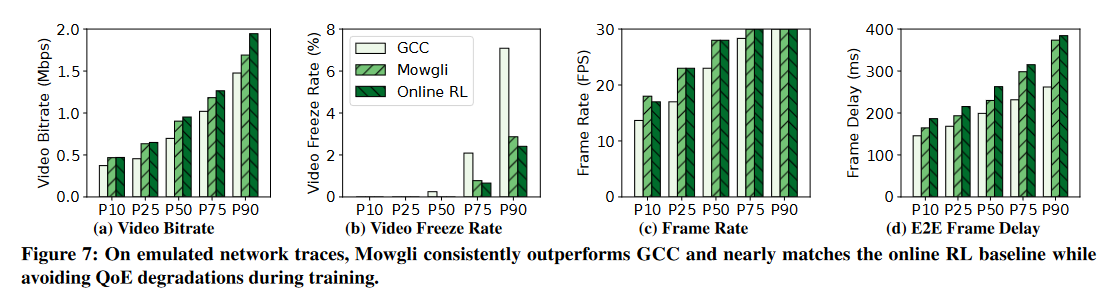 2.0
1.5
1.0
0.5
0.0
Video Bitrate (Mbps)
P10 P25 P50 P75 P90
(a) Video Bitrate
8
6
4
2
0
Video Freeze Rate (%)
GCC
Mowgli
Online RL
P10 P25 P50 P75 P90
(b) Video Freeze Rate
30
20
10
0
Frame Rate (FPS)
P10 P25 P50 P75 P90
(c) Frame Rate
400
300
200
100
0
Frame Delay (ms)
P10 P25 P50 P75 P90
(d) E2E Frame Delay
Figure 7: On emulated network traces, Mowgli consistently outperforms GCC and nearly matches the online RL baseline while
avoiding QoE degradations during training.